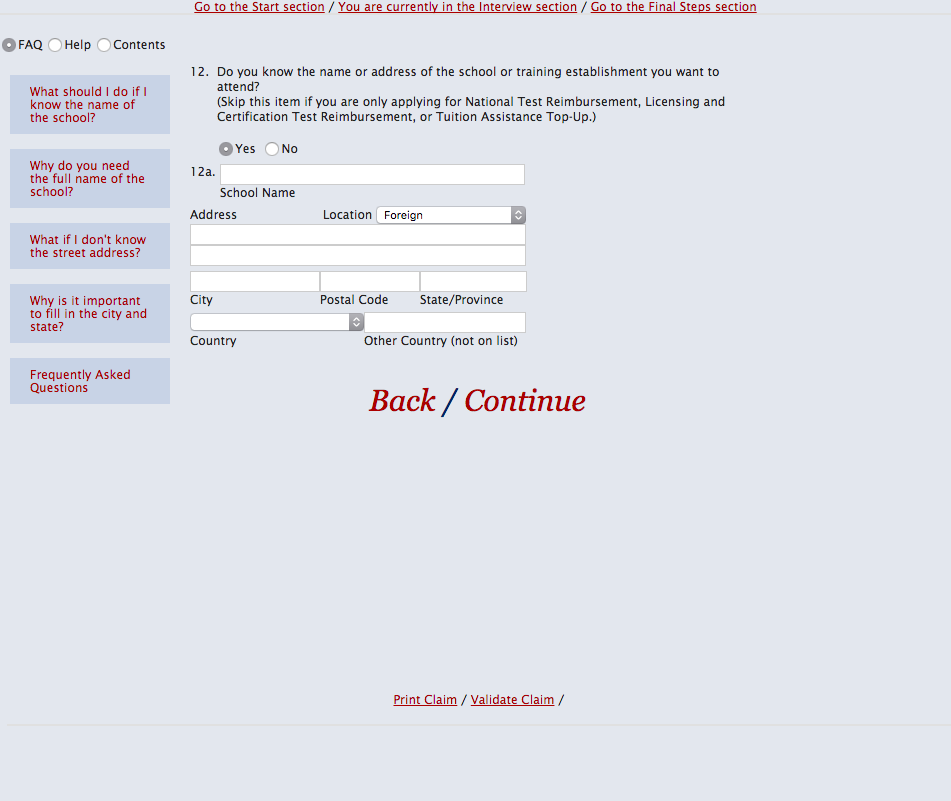 Go to the Start section / You are currently in the Interview section / Go to the Final Steps section
FAQ Help Contents
What should I do if I
know the name of
the school?
Why do you need
the full name of the
school?
What if I don't know
the street address?
Why is it important
to fill in the city and
state?
Frequently Asked
Questions
12. Do you know the name or address of the school or training establishment you want to
attend?
(Skip this item if you are only applying for National Test Reimbursement, Licensing and
Certification Test Reimbursement, or Tuition Assistance Top-Up.)
Yes No
12a.
School Name
Address Location Foreign
City Postal Code State/Province
Country Other Country (not on list)
Back / Continue
Print Claim / Validate Claim /